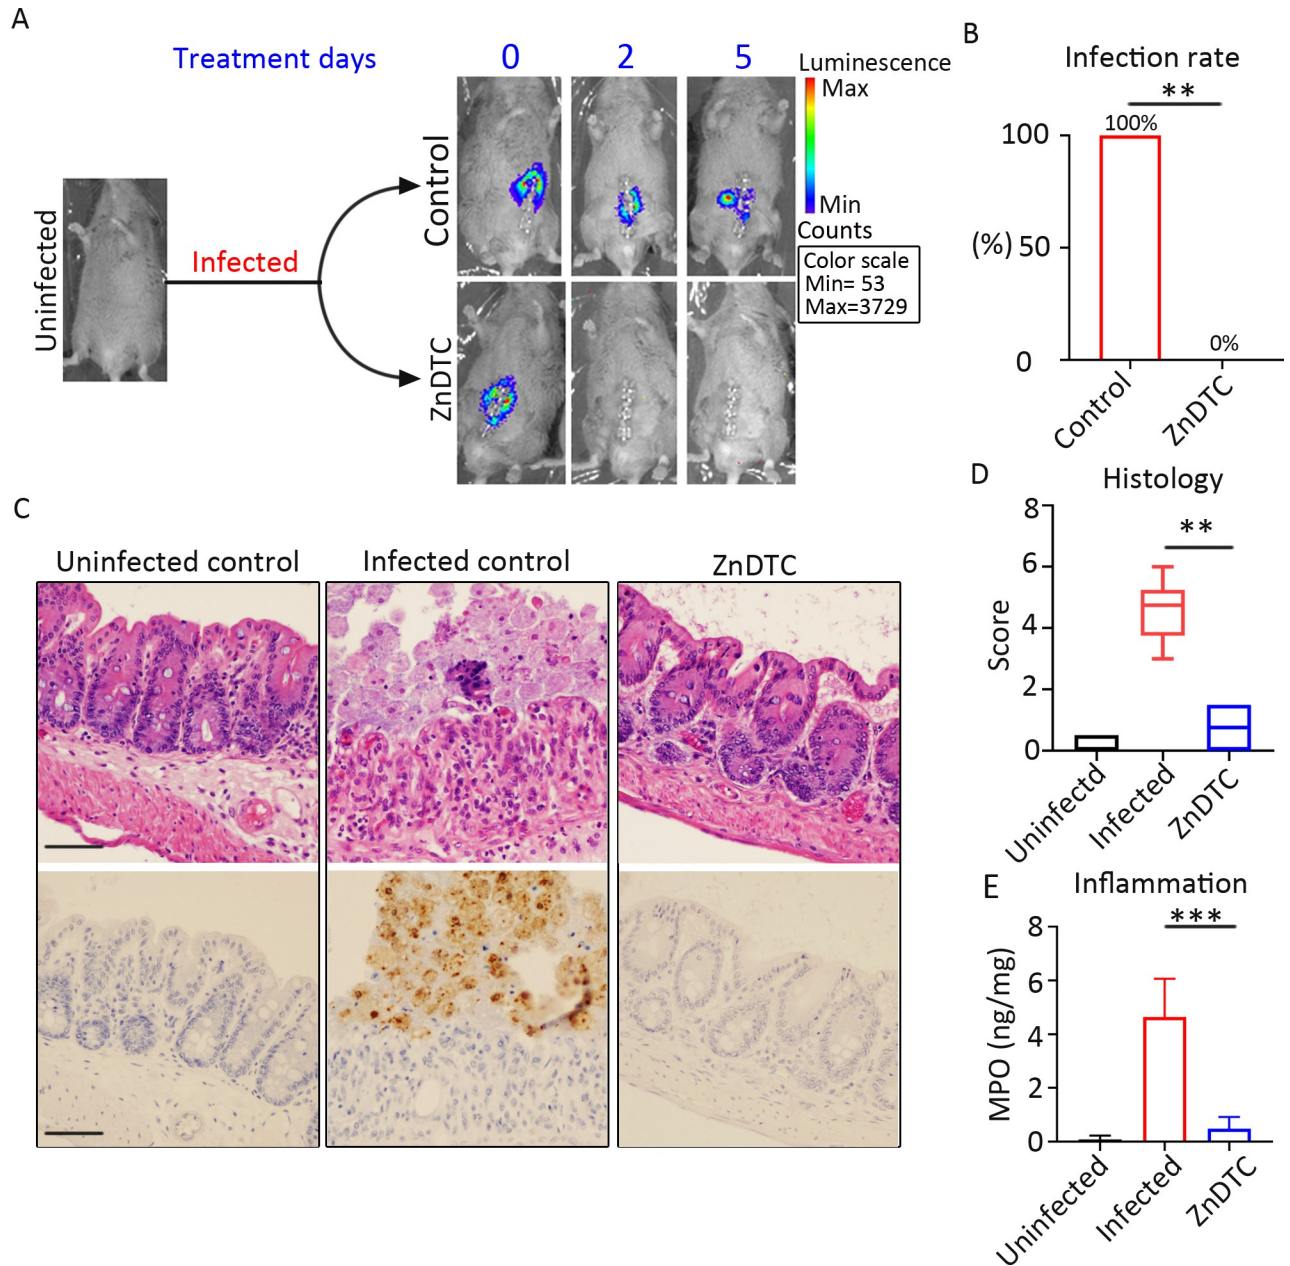 A
Treatment days
0
2
5
Uninfected
Infected
Control
ZnDTC
Luminescence
Max
Min
Counts
Color scale
Min= 53
Max=3729
B
Infection rate
**
100%
100
(%) 50
0
0%
Control
ZnDTC
C
Uninfected control
Infected control
ZnDTC
D
Histology
**
8
6
4
2
0
Score
Uninfectd
Infected
ZnDTC
E
Inflammation
***
8
6
4
2
0
MPO (ng/mg)
Uninfected
Infected
ZnDTC